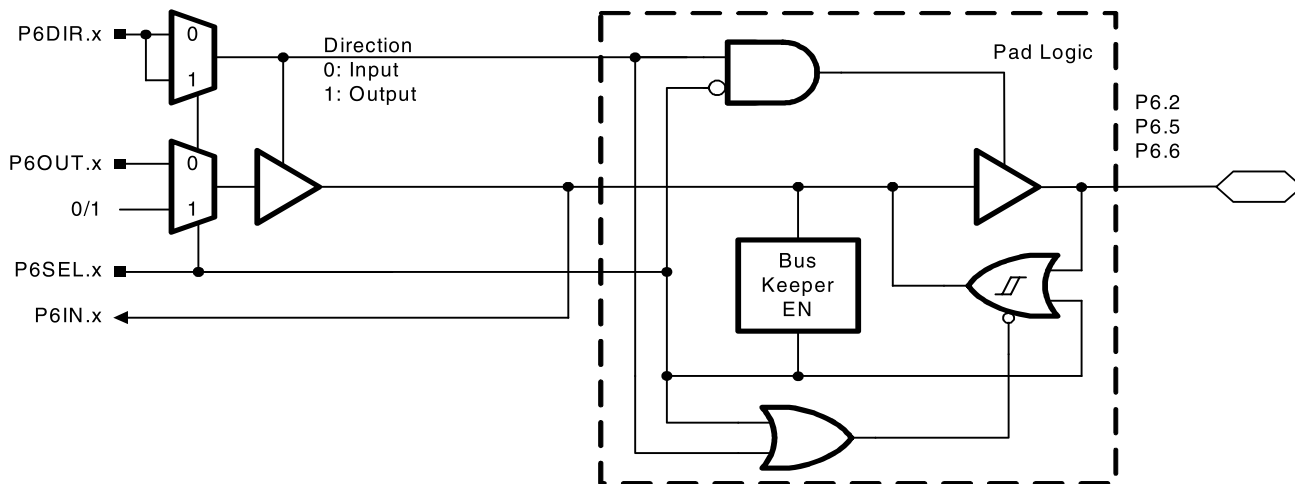 P6DIR.x
0
1
Direction
0: Input
1: Output
Pad Logic
P6.2
P6.5
P6.6
P6OUT.x
0
0/1
1
P6SEL.x
P6IN.x
Bus
Keeper
EN